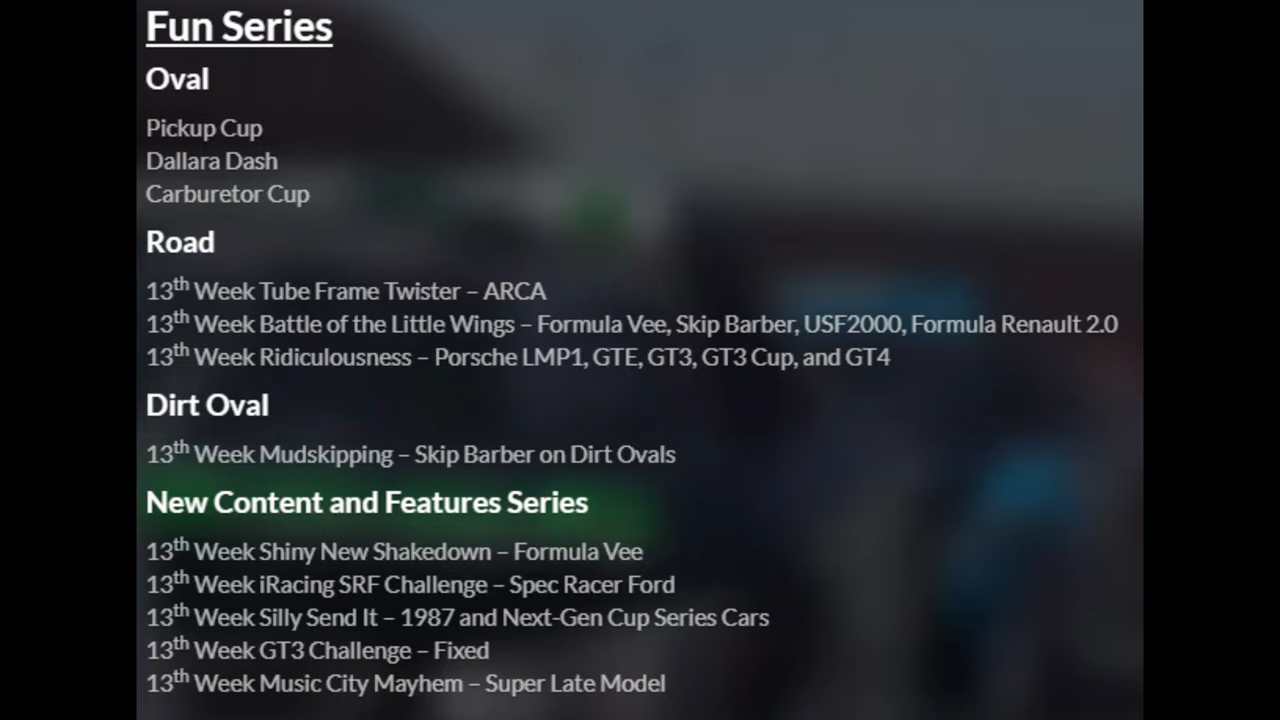 Fun Series
Oval
Pickup Cup
Dallara Dash
Carburetor Cup
Road
13th Week Tube Frame Twister – ARCA
13th Week Battle of the Little Wings – Formula Vee, Skip Barber, USF2000, Formula Renault 2.0
13th Week Ridiculousness – Porsche LMP1, GTE, GT3, GT3 Cup, and GT4
Dirt Oval
13th Week Mudskipping – Skip Barber on Dirt Ovals
New Content and Features Series
13th Week Shiny New Shakedown – Formula Vee
13th Week iRacing SRF Challenge – Spec Racer Ford
13th Week Silly Send It – 1987 and Next-Gen Cup Series Cars
13th Week GT3 Challenge – Fixed
13th Week Music City Mayhem – Super Late Model